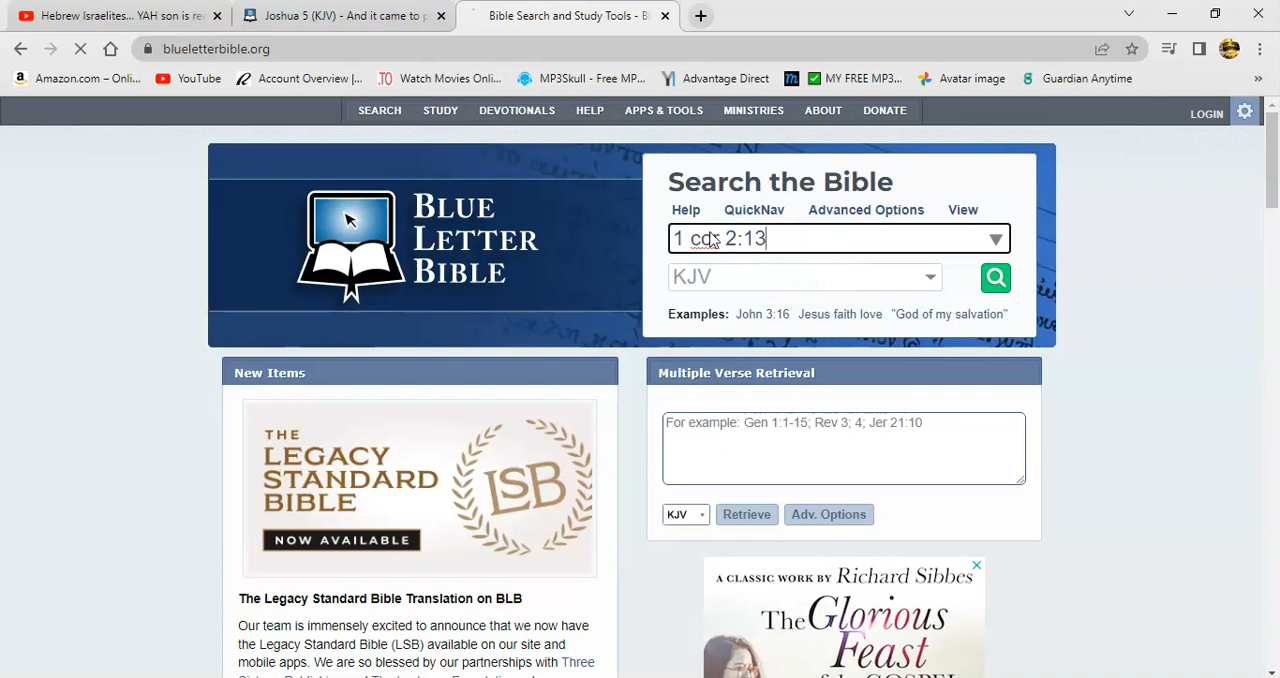 Hebrew Israelites... YAH son is re
Joshua 5 (KJV) - And it came to p
Bible Search and Study Tools - Bl
blueletterbible.org
Amazon.com – Onli...
YouTube
Account Overview |...
Watch Movies Onl...
MP3Skull - Free MP...
Advantage Direct
MY FREE MP3...
Avatar image
Guardian Anytime
SEARCH STUDY DEVOTIONALS HELP APPS & TOOLS MINISTRIES ABOUT DONATE
LOGIN
BLUE
LETTER
BIBLE
Search the Bible
Help QuickNav Advanced Options View
1 cor 2:13
KJV
Examples: John 3:16 Jesus faith love "God of my salvation"
New Items
THE
LEGACY
STANDARD
BIBLE
NOW AVAILABLE
LSB
The Legacy Standard Bible Translation on BLB
Our team is immensely excited to announce that we now have
the Legacy Standard Bible (LSB) available on our site and
mobile apps. We are so blessed by our partnerships with Three
Multiple Verse Retrieval
For example: Gen 1:1-15; Rev 3; 4; Jer 21:10
KJV Retrieve Adv. Options
A CLASSIC WORK BY Richard Sibbes
The Glorious
Feast
of the GOSPEL